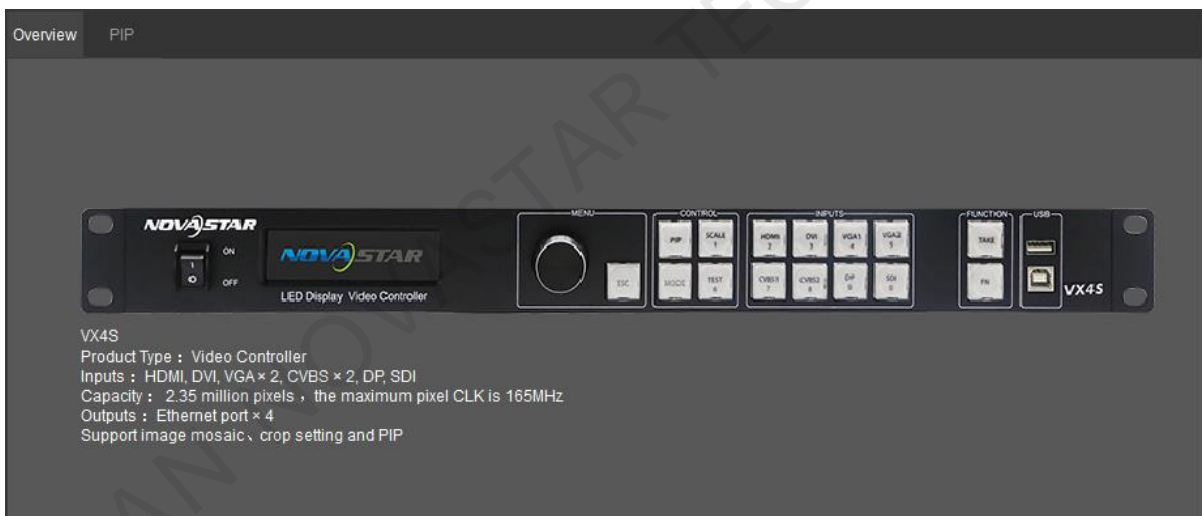 Overview PIP
NOVASTAR
ON
OFF
NOVASTAR
LED Display Video Controller
MENU
ESC
CONTROL
PIP
SCALE
1
MODE
TEST
6
INPUTS
HDMI
2
DVI
3
VGA1
4
VGA2
5
CVBS1
7
CVBS2
8
DP
9
SDI
0
FUNCTION
TAKE
FN
USB
VX4S
VX4S
Product Type： Video Controller
Inputs： HDMI, DVI, VGA × 2, CVBS × 2, DP, SDI
Capacity： 2.35 million pixels，the maximum pixel CLK is 165MHz
Outputs：Ethernet port × 4
Support image mosaic、crop setting and PIP